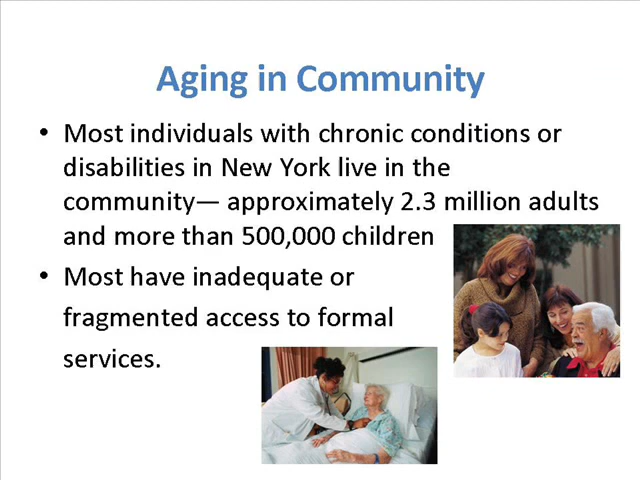 Aging in Community
• Most individuals with chronic conditions or
disabilities in New York live in the
community— approximately 2.3 million adults
and more than 500,000 children
• Most have inadequate or
fragmented access to formal
services.